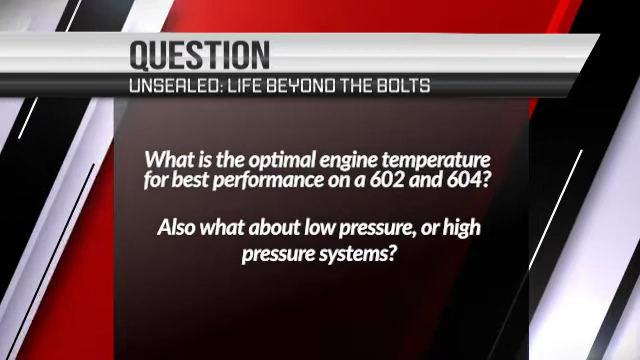 QUESTION
UNSEALED: LIFE BEYOND THE BOLTS
What is the optimal engine temperature
for best performance on a 602 and 604?
Also what about low pressure, or high
pressure systems?